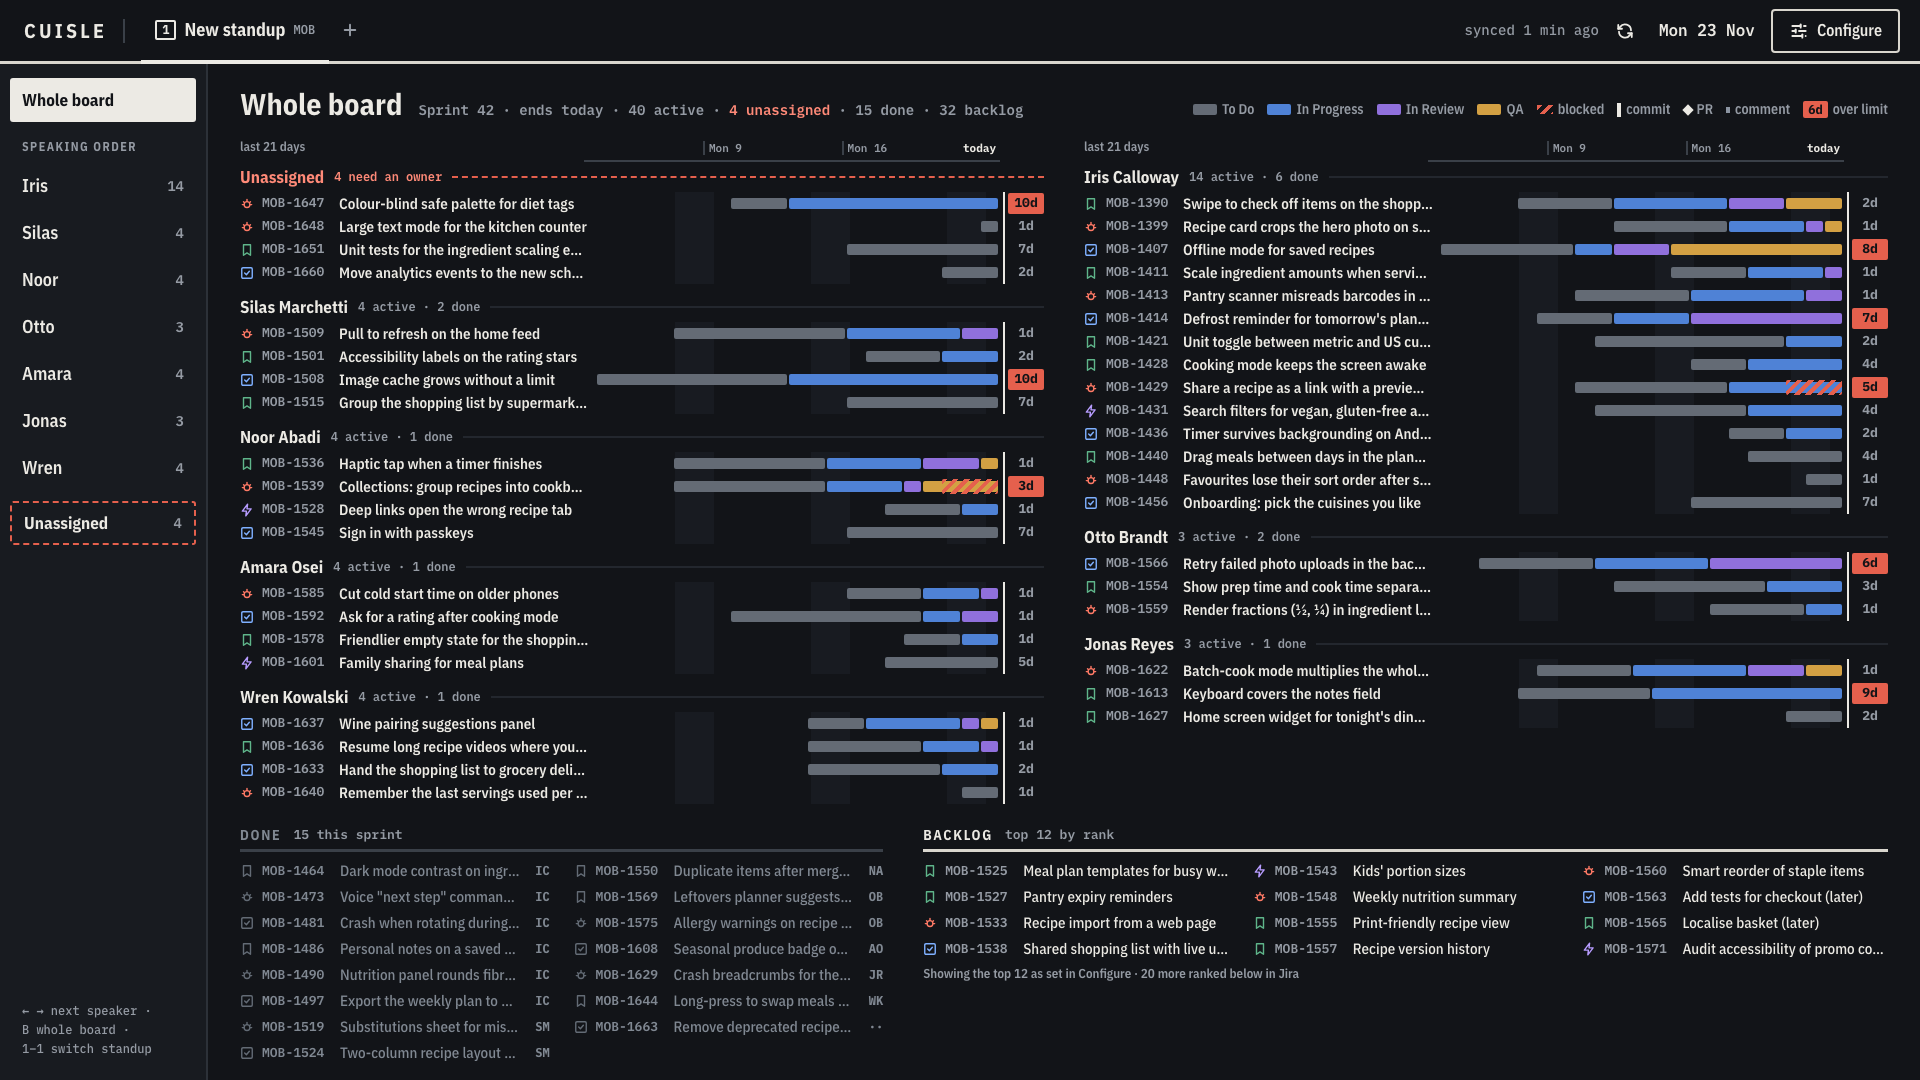 CUISLE
1 New standup MOB +
synced 1 min ago Mon 23 Nov Configure
Whole board
SPEAKING ORDER
Iris 14
Silas 4
Noor 4
Otto 3
Amara 4
Jonas 3
Wren 4
Unassigned 4
← → next speaker ·
B whole board ·
1–1 switch standup
Whole board Sprint 42 · ends today · 40 active · 4 unassigned · 15 done · 32 backlog
To Do In Progress In Review QA blocked commit PR comment 6d over limit
last 21 days Mon 9 Mon 16 today
Unassigned 4 need an owner
MOB-1647 Colour-blind safe palette for diet tags 10d
MOB-1648 Large text mode for the kitchen counter 1d
MOB-1651 Unit tests for the ingredient scaling e... 7d
MOB-1660 Move analytics events to the new sch... 2d
Silas Marchetti 4 active · 2 done
MOB-1509 Pull to refresh on the home feed 1d
MOB-1501 Accessibility labels on the rating stars 2d
MOB-1508 Image cache grows without a limit 10d
MOB-1515 Group the shopping list by supermark... 7d
Noor Abadi 4 active · 1 done
MOB-1536 Haptic tap when a timer finishes 1d
MOB-1539 Collections: group recipes into cookb... 3d
MOB-1528 Deep links open the wrong recipe tab 1d
MOB-1545 Sign in with passkeys 7d
Amara Osei 4 active · 1 done
MOB-1585 Cut cold start time on older phones 1d
MOB-1592 Ask for a rating after cooking mode 1d
MOB-1578 Friendlier empty state for the shoppin... 1d
MOB-1601 Family sharing for meal plans 5d
Wren Kowalski 4 active · 1 done
MOB-1637 Wine pairing suggestions panel 1d
MOB-1636 Resume long recipe videos where you... 1d
MOB-1633 Hand the shopping list to grocery deli... 2d
MOB-1640 Remember the last servings used per ... 1d
last 21 days Mon 9 Mon 16 today
Iris Calloway 14 active · 6 done
MOB-1390 Swipe to check off items on the shopp... 2d
MOB-1399 Recipe card crops the hero photo on s... 1d
MOB-1407 Offline mode for saved recipes 8d
MOB-1411 Scale ingredient amounts when servi... 1d
MOB-1413 Pantry scanner misreads barcodes in ... 1d
MOB-1414 Defrost reminder for tomorrow's plan... 7d
MOB-1421 Unit toggle between metric and US cu... 2d
MOB-1428 Cooking mode keeps the screen awake 4d
MOB-1429 Share a recipe as a link with a previe... 5d
MOB-1431 Search filters for vegan, gluten-free a... 4d
MOB-1436 Timer survives backgrounding on And... 2d
MOB-1440 Drag meals between days in the plan... 4d
MOB-1448 Favourites lose their sort order after s... 1d
MOB-1456 Onboarding: pick the cuisines you like 7d
Otto Brandt 3 active · 2 done
MOB-1566 Retry failed photo uploads in the bac... 6d
MOB-1554 Show prep time and cook time separa... 3d
MOB-1559 Render fractions (½, ¼) in ingredient l... 1d
Jonas Reyes 3 active · 1 done
MOB-1622 Batch-cook mode multiplies the whol... 1d
MOB-1613 Keyboard covers the notes field 9d
MOB-1627 Home screen widget for tonight's din... 2d
DONE 15 this sprint
MOB-1464 Dark mode contrast on ingr... IC
MOB-1473 Voice "next step" comman... IC
MOB-1481 Crash when rotating during... IC
MOB-1486 Personal notes on a saved ... IC
MOB-1490 Nutrition panel rounds fibr... IC
MOB-1497 Export the weekly plan to ... IC
MOB-1519 Substitutions sheet for mis... SM
MOB-1524 Two-column recipe layout ... SM
MOB-1550 Duplicate items after merg... NA
MOB-1569 Leftovers planner suggests... OB
MOB-1575 Allergy warnings on recipe ... OB
MOB-1608 Seasonal produce badge o... AO
MOB-1629 Crash breadcrumbs for the... JR
MOB-1644 Long-press to swap meals ... WK
MOB-1663 Remove deprecated recipe... ··
BACKLOG top 12 by rank
MOB-1525 Meal plan templates for busy w...
MOB-1527 Pantry expiry reminders
MOB-1533 Recipe import from a web page
MOB-1538 Shared shopping list with live u...
MOB-1543 Kids' portion sizes
MOB-1548 Weekly nutrition summary
MOB-1555 Print-friendly recipe view
MOB-1557 Recipe version history
MOB-1560 Smart reorder of staple items
MOB-1563 Add tests for checkout (later)
MOB-1565 Localise basket (later)
MOB-1571 Audit accessibility of promo co...
Showing the top 12 as set in Configure · 20 more ranked below in Jira